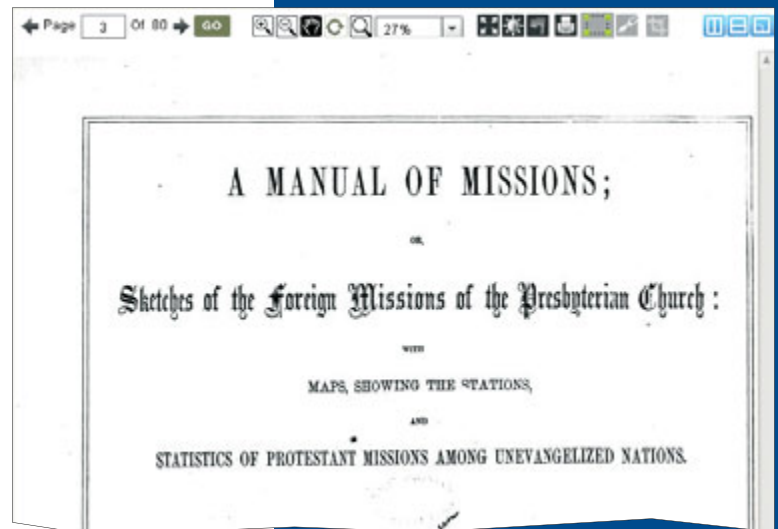 Page 3 Of 80 GO 27%
A MANUAL OF MISSIONS;
OR,
Sketches of the Foreign Missions of the Presbyterian Church:
WITH
MAPS, SHOWING THE STATIONS,
AND
STATISTICS OF PROTESTANT MISSIONS AMONG UNEVANGELIZED NATIONS.